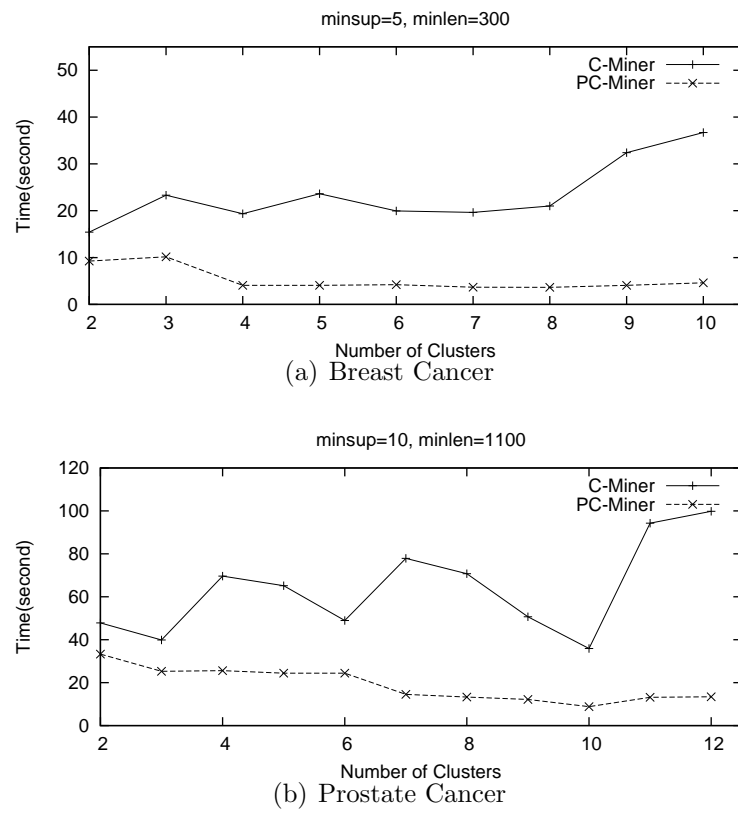 minsup=5, minlen=300
C-Miner
PC-Miner
Time(second)
50
40
30
20
10
0
2 3 4 5 6 7 8 9 10
Number of Clusters
(a) Breast Cancer
minsup=10, minlen=1100
C-Miner
PC-Miner
Time(second)
120
100
80
60
40
20
0
2 4 6 8 10 12
Number of Clusters
(b) Prostate Cancer